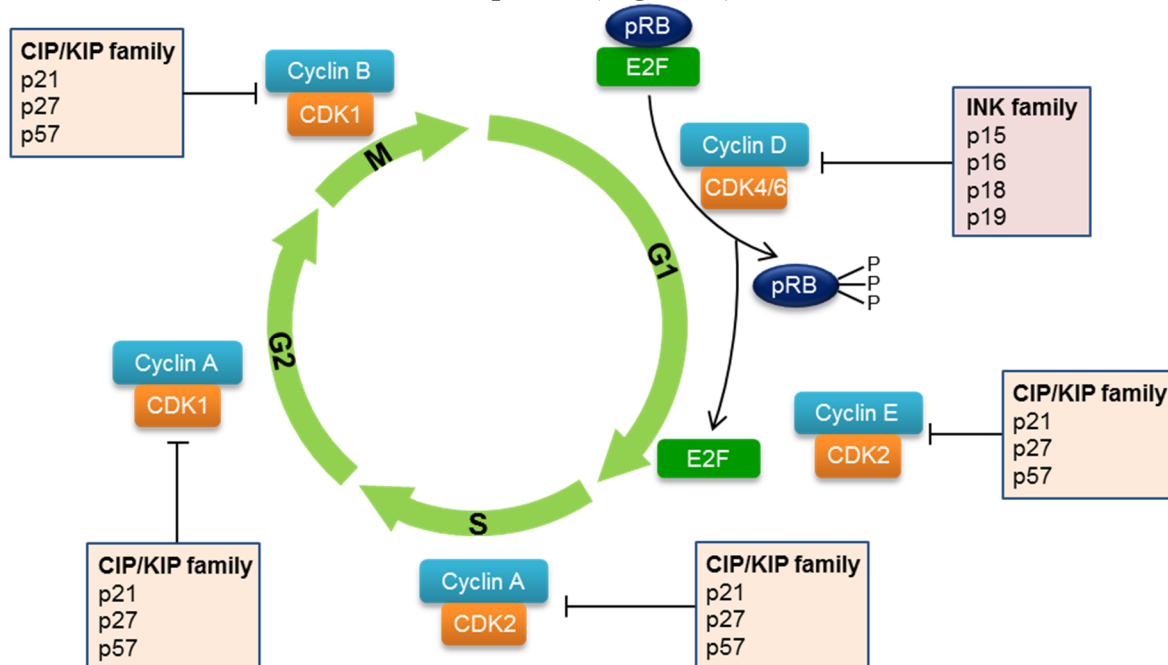 pRB
E2F
CIP/KIP family
p21
p27
p57
Cyclin B
CDK1
INK family
p15
p16
p18
p19
Cyclin D
CDK4/6
M
G1
pRB
P
P
P
G2
Cyclin A
CDK1
Cyclin E
CDK2
CIP/KIP family
p21
p27
p57
E2F
S
CIP/KIP family
p21
p27
p57
Cyclin A
CDK2
CIP/KIP family
p21
p27
p57